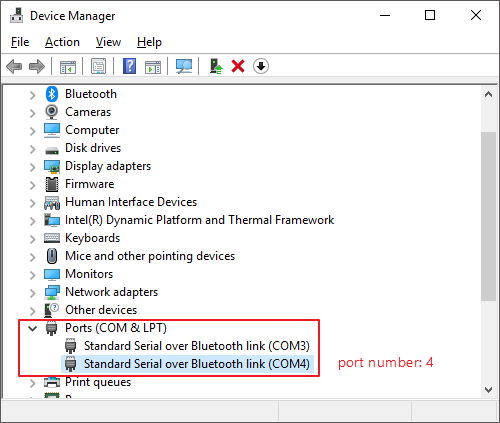 Device Manager
File Action View Help
Bluetooth
Cameras
Computer
Disk drives
Display adapters
Firmware
Human Interface Devices
Intel(R) Dynamic Platform and Thermal Framework
Keyboards
Mice and other pointing devices
Monitors
Network adapters
Other devices
Ports (COM & LPT)
Standard Serial over Bluetooth link (COM3)
Standard Serial over Bluetooth link (COM4) port number: 4
Print queues